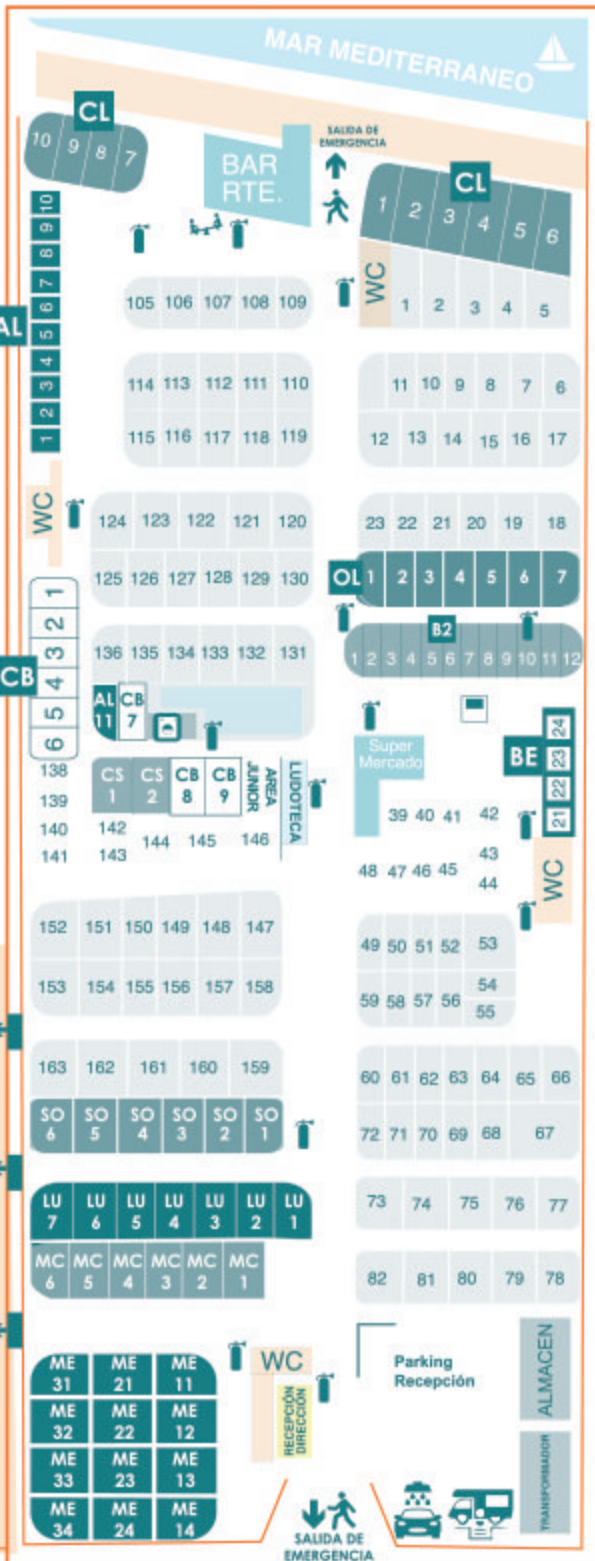 MAR MEDITERRANEO
CL
10 9 8 7
BAR
RTE.
SALIDA DE
EMERGENCIA
CL
1 2 3 4 5 6
WC
1 2 3 4 5
10
9
8
7
6
5
4
3
2
1
AL
105 106 107 108 109
114 113 112 111 110
115 116 117 118 119
11 10 9 8 7 6
12 13 14 15 16 17
WC
124 123 122 121 120
125 126 127 128 129 130
23 22 21 20 19 18
OL
1 2 3 4 5 6 7
B2
1 2 3 4 5 6 7 8 9 10 11 12
CB
1
2
3
4
5
6
136 135 134 133 132 131
AL
11
CB
7
CS
1
CS
2
CB
8
CB
9
AREA
JUNIOR
LUDOTECA
138
139
140
141
142
143
144 145 146
Super
Mercado
BE
24
23
22
21
39 40 41 42
48 47 46 45
43
44
WC
152 151 150 149 148 147
153 154 155 156 157 158
49 50 51 52 53
59 58 57 56
54
55
163 162 161 160 159
SO
6
SO
5
SO
4
SO
3
SO
2
SO
1
60 61 62 63 64 65 66
72 71 70 69 68 67
LU
7
LU
6
LU
5
LU
4
LU
3
LU
2
LU
1
MC
6
MC
5
MC
4
MC
3
MC
2
MC
1
73 74 75 76 77
82 81 80 79 78
ME
31
ME
21
ME
11
ME
32
ME
22
ME
12
ME
33
ME
23
ME
13
ME
34
ME
24
ME
14
WC
RECEPCIÓN
DIRECCIÓN
Parking
Recepción
ALMACEN
TRANSFORMADOR
SALIDA DE
EMERGENCIA